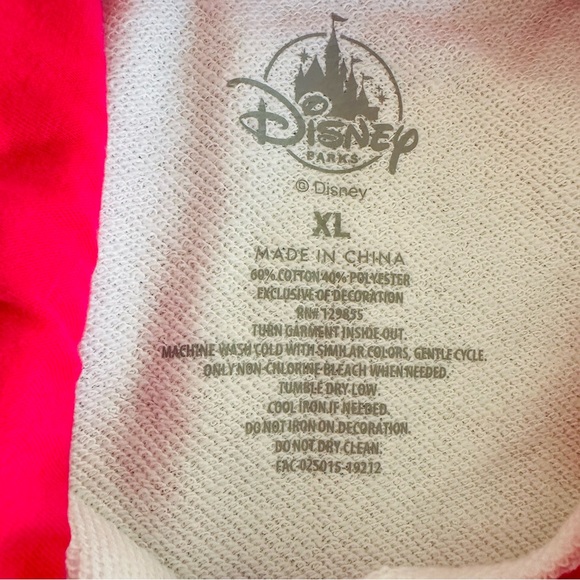 Disney
PARKS
© Disney
XL
MADE IN CHINA
60% COTTON 40% POLYESTER
EXCLUSIVE OF DECORATION
RN# 129855
TURN GARMENT INSIDE OUT.
MACHINE WASH COLD WITH SIMILAR COLORS, GENTLE CYCLE.
ONLY NON-CHLORINE BLEACH WHEN NEEDED.
TUMBLE DRY LOW.
COOL IRON IF NEEDED.
DO NOT IRON ON DECORATION.
DO NOT DRY CLEAN.
FAC-025015-49212